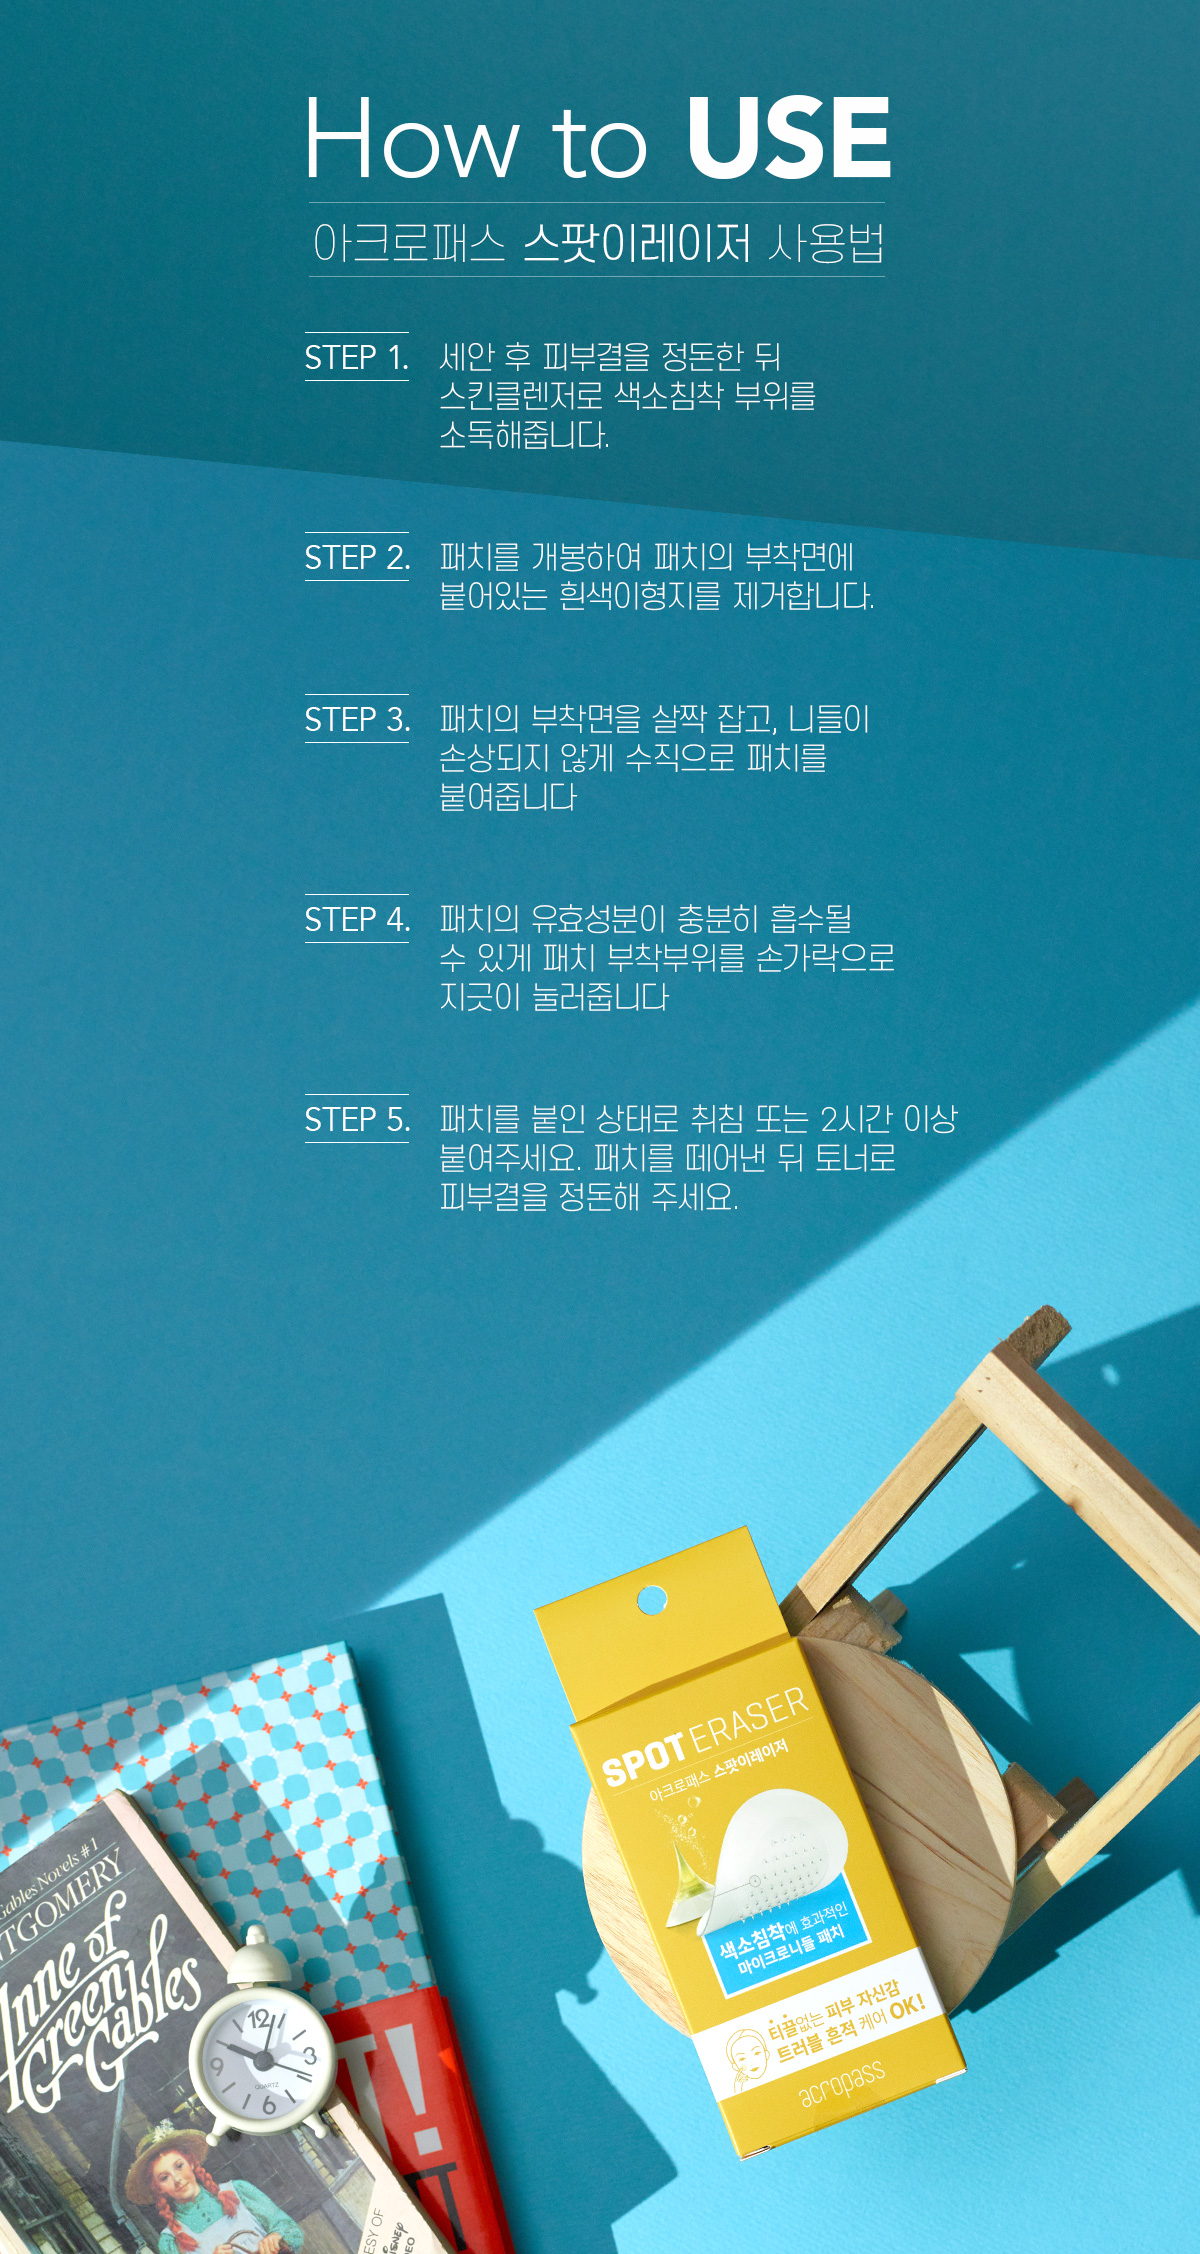 How to USE
아크로패스 스팟이레이저 사용법
STEP 1.
세안 후 피부결을 정돈한 뒤
스킨클렌저로 색소침착 부위를
소독해줍니다.
STEP 2.
패치를 개봉하여 패치의 부착면에
붙어있는 흰색이형지를 제거합니다.
STEP 3.
패치의 부착면을 살짝 잡고, 니들이
손상되지 않게 수직으로 패치를
붙여줍니다
STEP 4.
패치의 유효성분이 충분히 흡수될
수 있게 패치 부착부위를 손가락으로
지긋이 눌러줍니다
STEP 5.
패치를 붙인 상태로 취침 또는 2시간 이상
붙여주세요. 패치를 떼어낸 뒤 토너로
피부결을 정돈해 주세요.
SPOT ERASER
아크로패스 스팟이레이저
색소침착에 효과적인
마이크로니들 패치
티끌없는 피부 자신감
트러블 흔적 케어 OK!
acropass
Gables Novels #1
TGOMERY
Anne of
Green
Gables
12
3
9
6
QUARTZ
T!
T
ESY OF